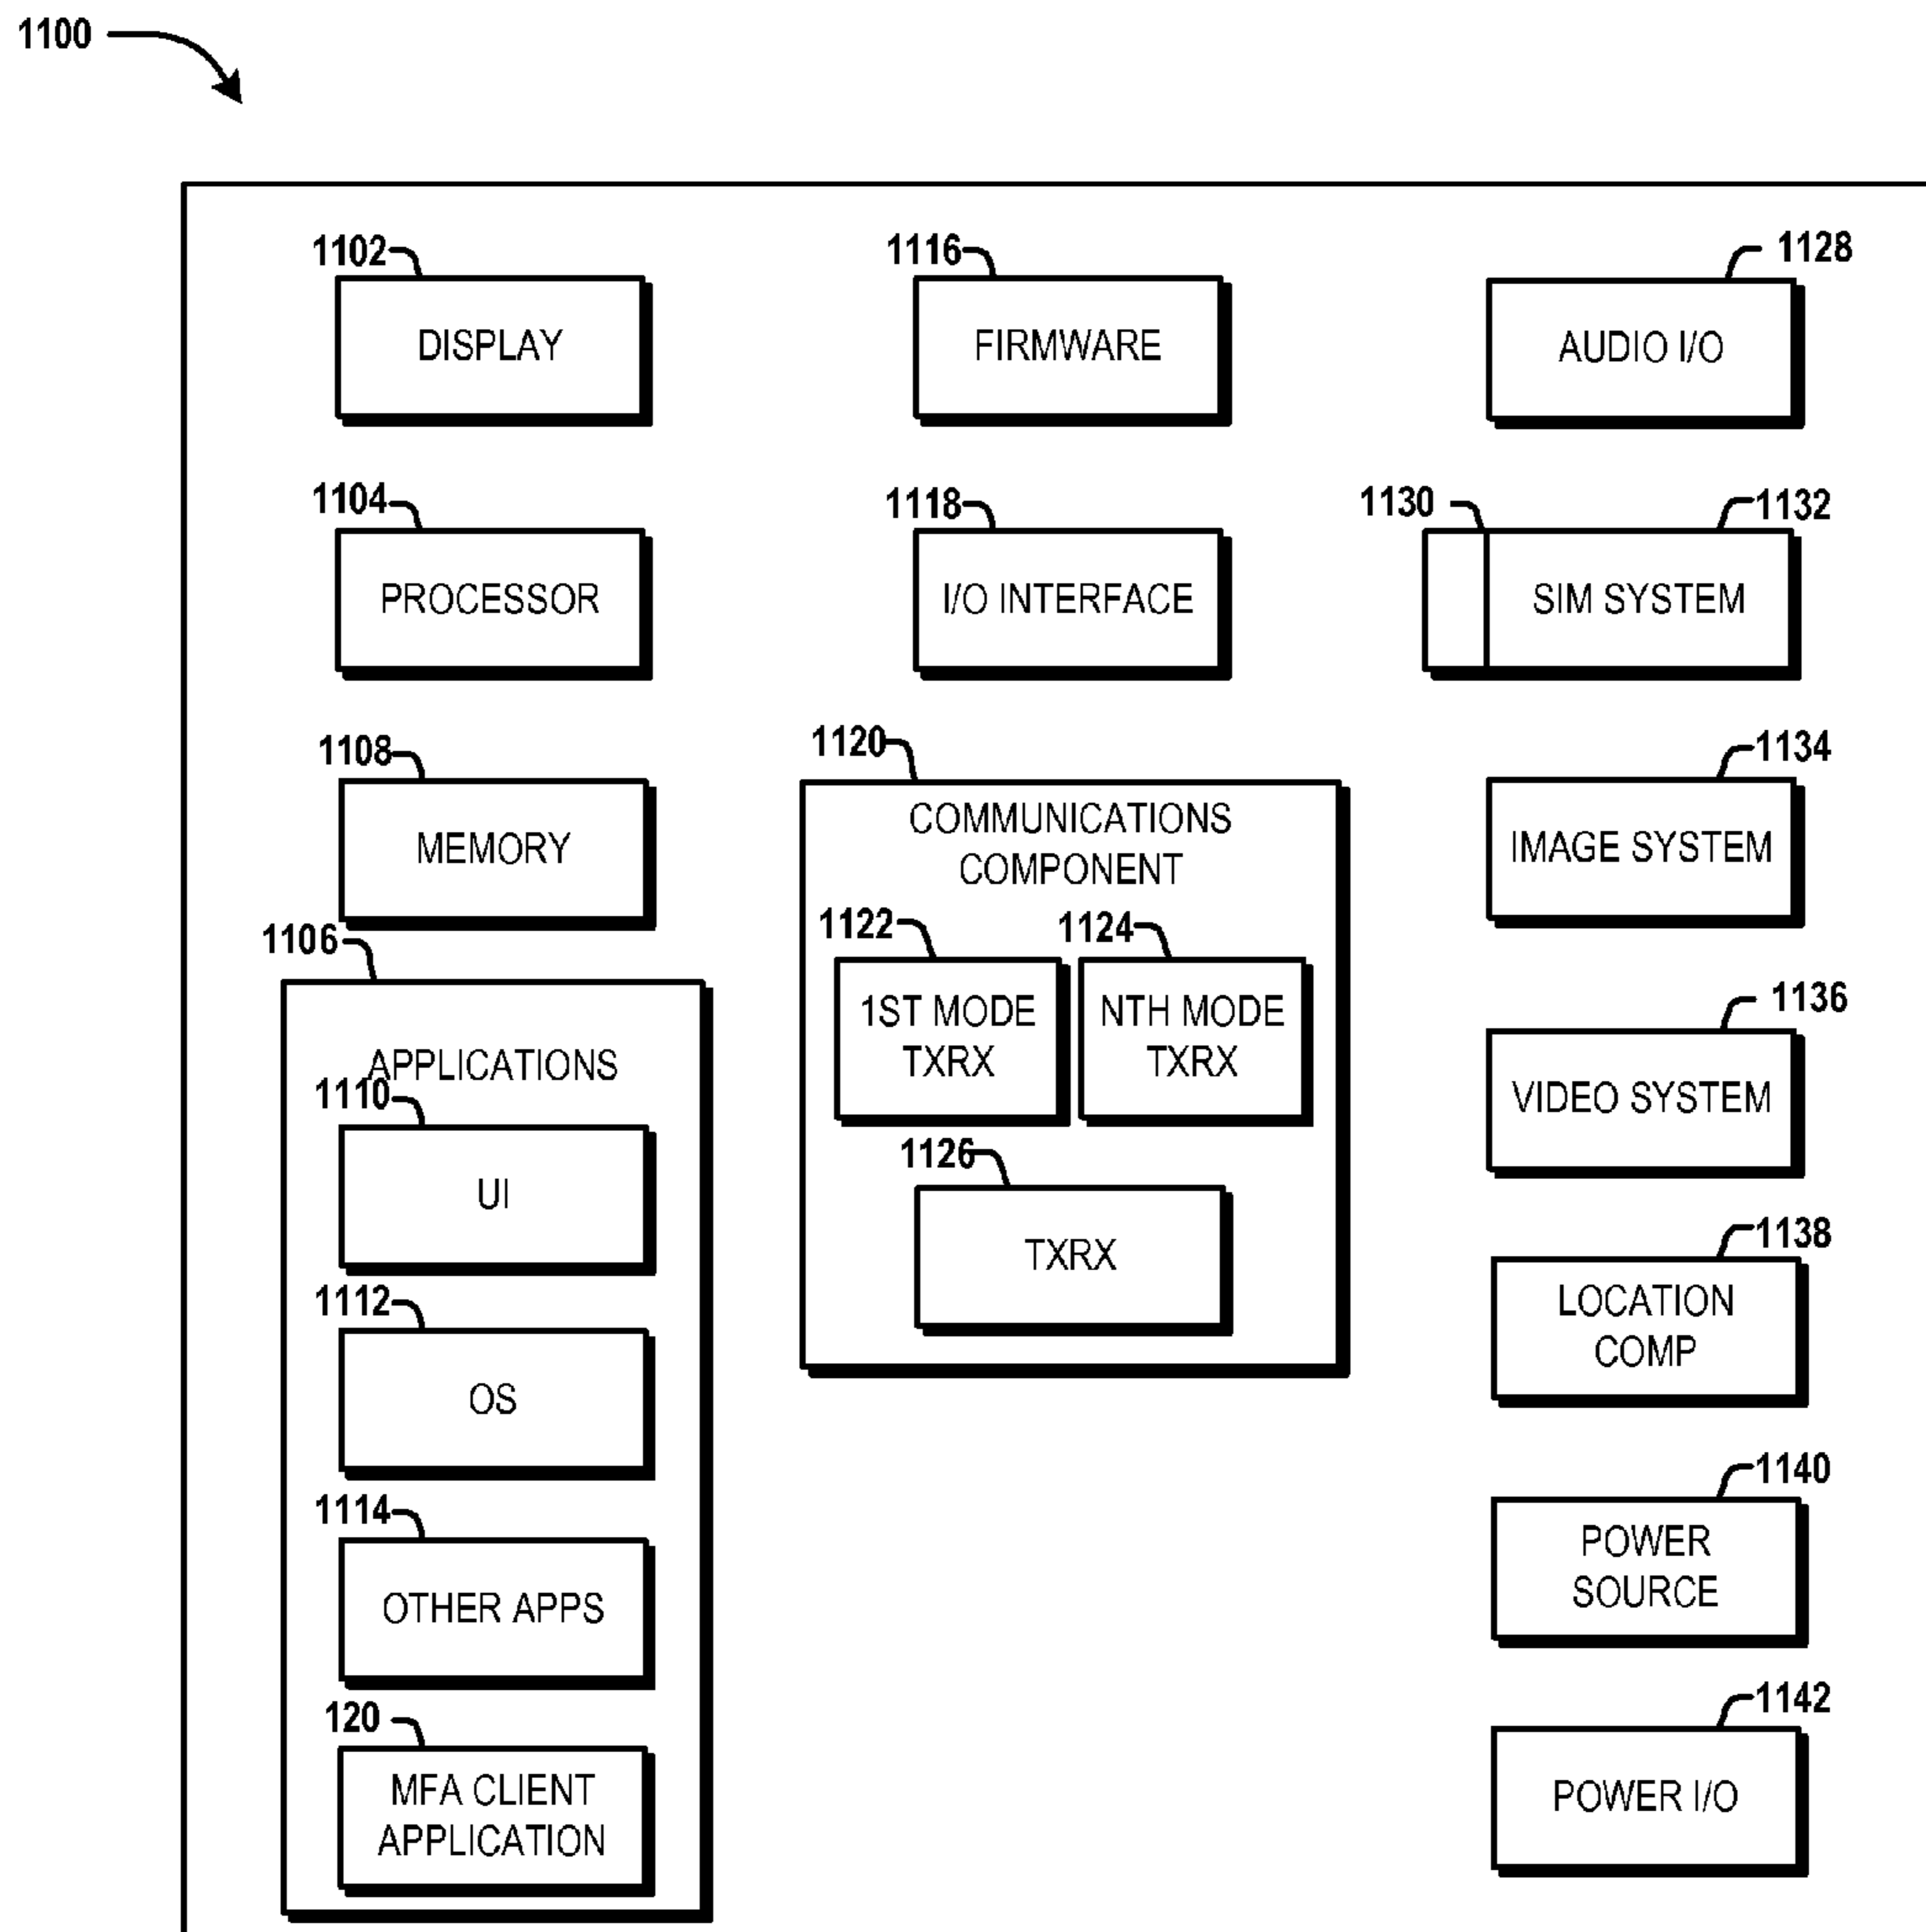 1100
1102
DISPLAY
1104
PROCESSOR
1108
MEMORY
1106
APPLICATIONS
1110
UI
1112
OS
1114
OTHER APPS
120
MFA CLIENT
APPLICATION
1116
FIRMWARE
1118
I/O INTERFACE
1120
COMMUNICATIONS
COMPONENT
1122
1ST MODE
TXRX
1124
NTH MODE
TXRX
1126
TXRX
1128
AUDIO I/O
1130
1132
SIM SYSTEM
1134
IMAGE SYSTEM
1136
VIDEO SYSTEM
1138
LOCATION
COMP
1140
POWER
SOURCE
1142
POWER I/O